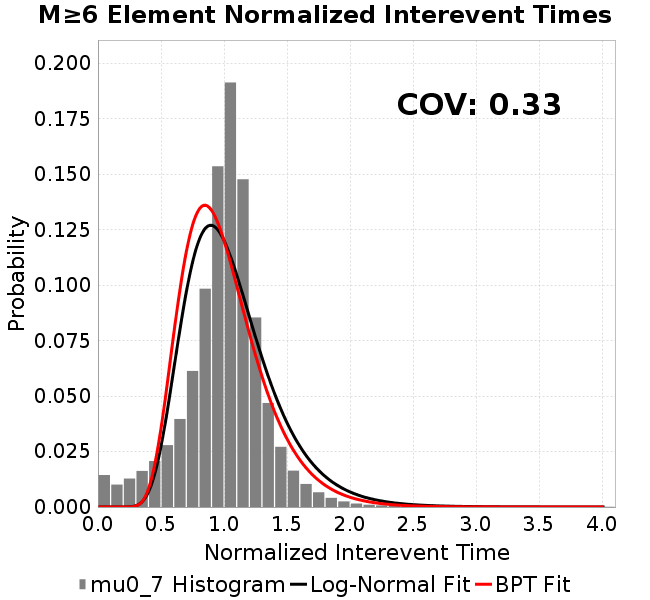 M≥6 Element Normalized Interevent Times
COV: 0.33
Probability
0.200
0.175
0.150
0.125
0.100
0.075
0.050
0.025
0.000
0.0 0.5 1.0 1.5 2.0 2.5 3.0 3.5 4.0
Normalized Interevent Time
mu0_7 Histogram Log-Normal Fit BPT Fit